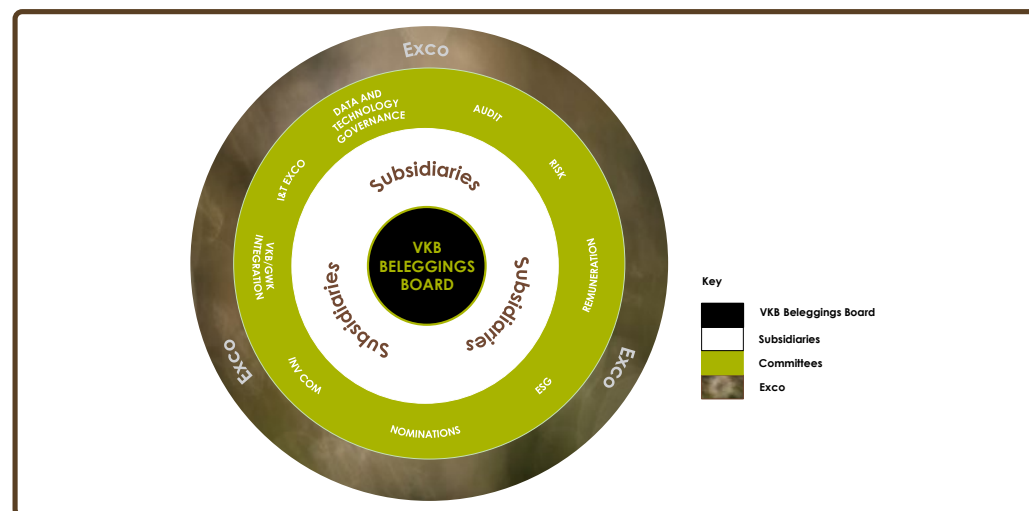 Exco
DATA AND
TECHNOLOGY
GOVERNANCE
AUDIT
I&T EXCO
RISK
Subsidiaries
VKB/GWK
INTEGRATION
VKB
BELEGGINGS
BOARD
REMUNERATION
Subsidiaries
Subsidiaries
Exco
Exco
INV COM
ESG
NOMINATIONS
Key
VKB Beleggings Board
Subsidiaries
Committees
Exco